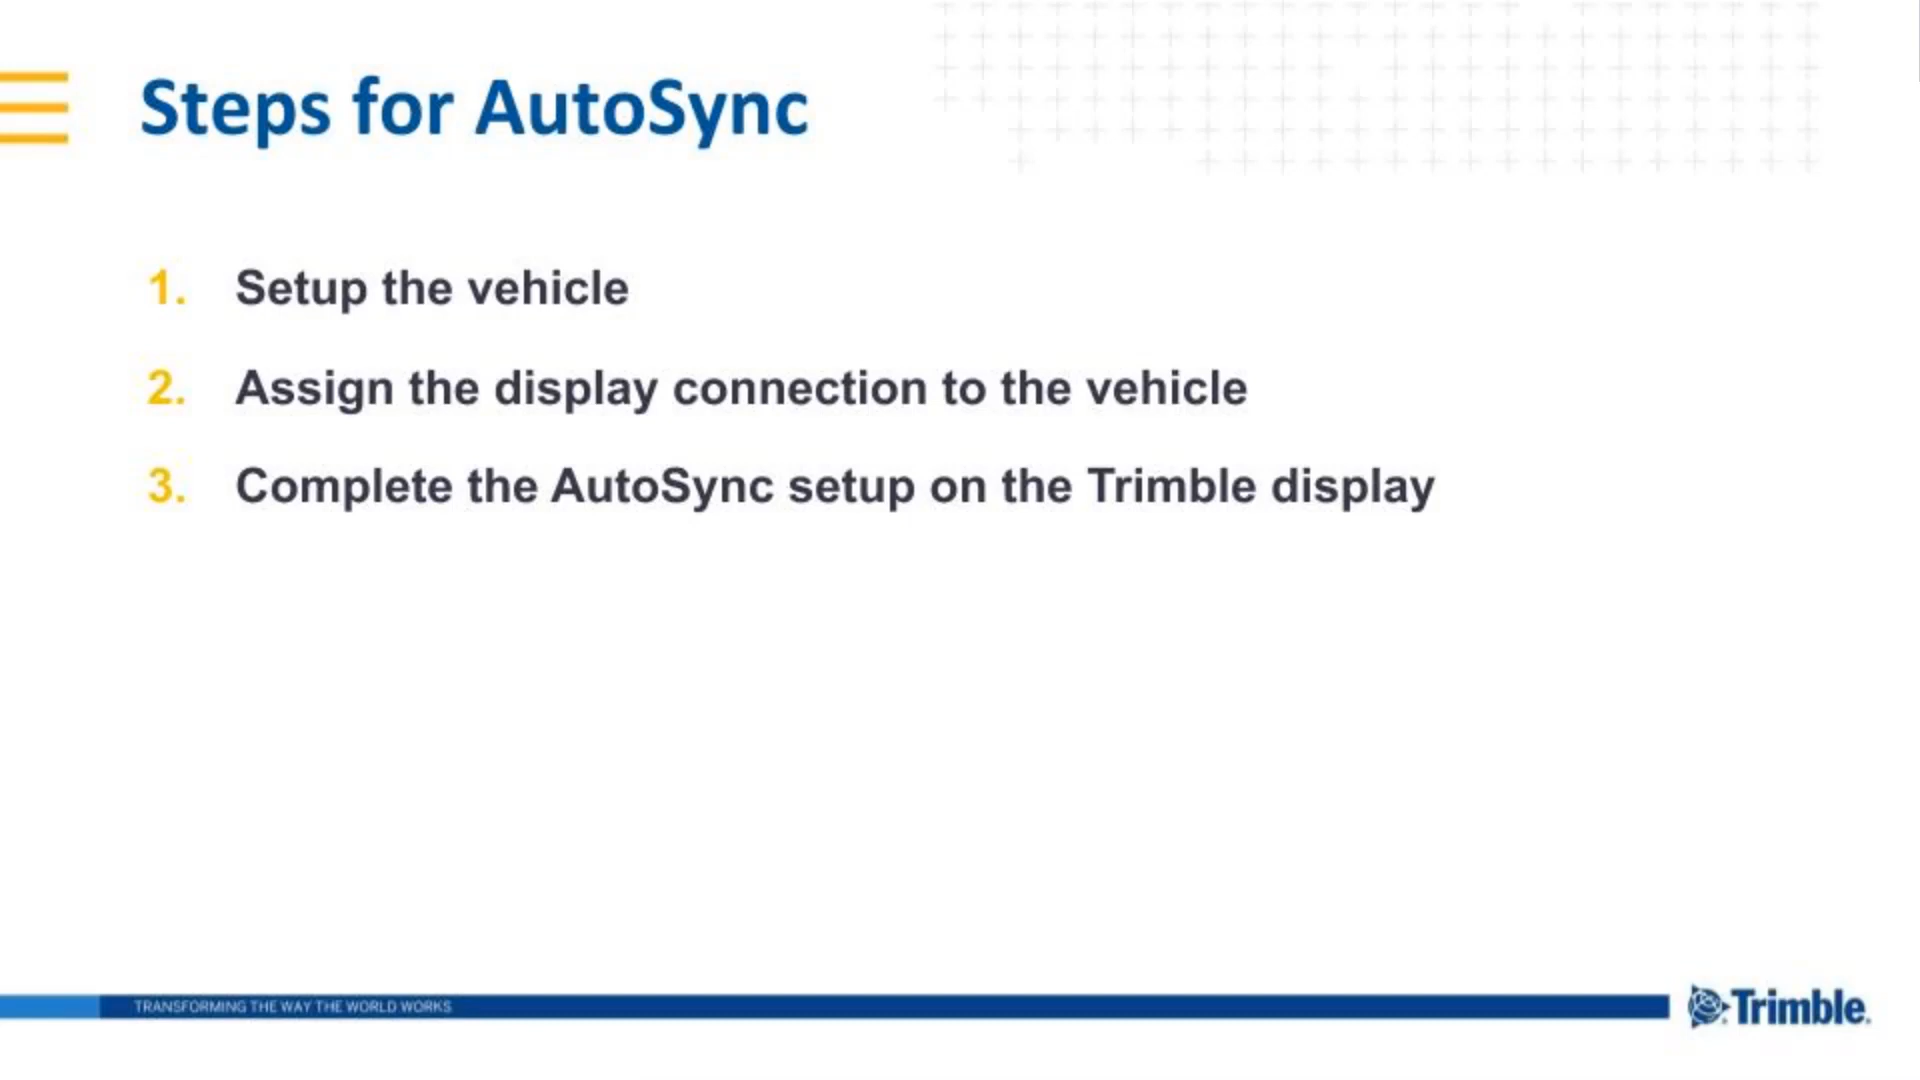 Steps for AutoSync
1. Setup the vehicle
2. Assign the display connection to the vehicle
3. Complete the AutoSync setup on the Trimble display
TRANSFORMING THE WAY THE WORLD WORKS
Trimble.